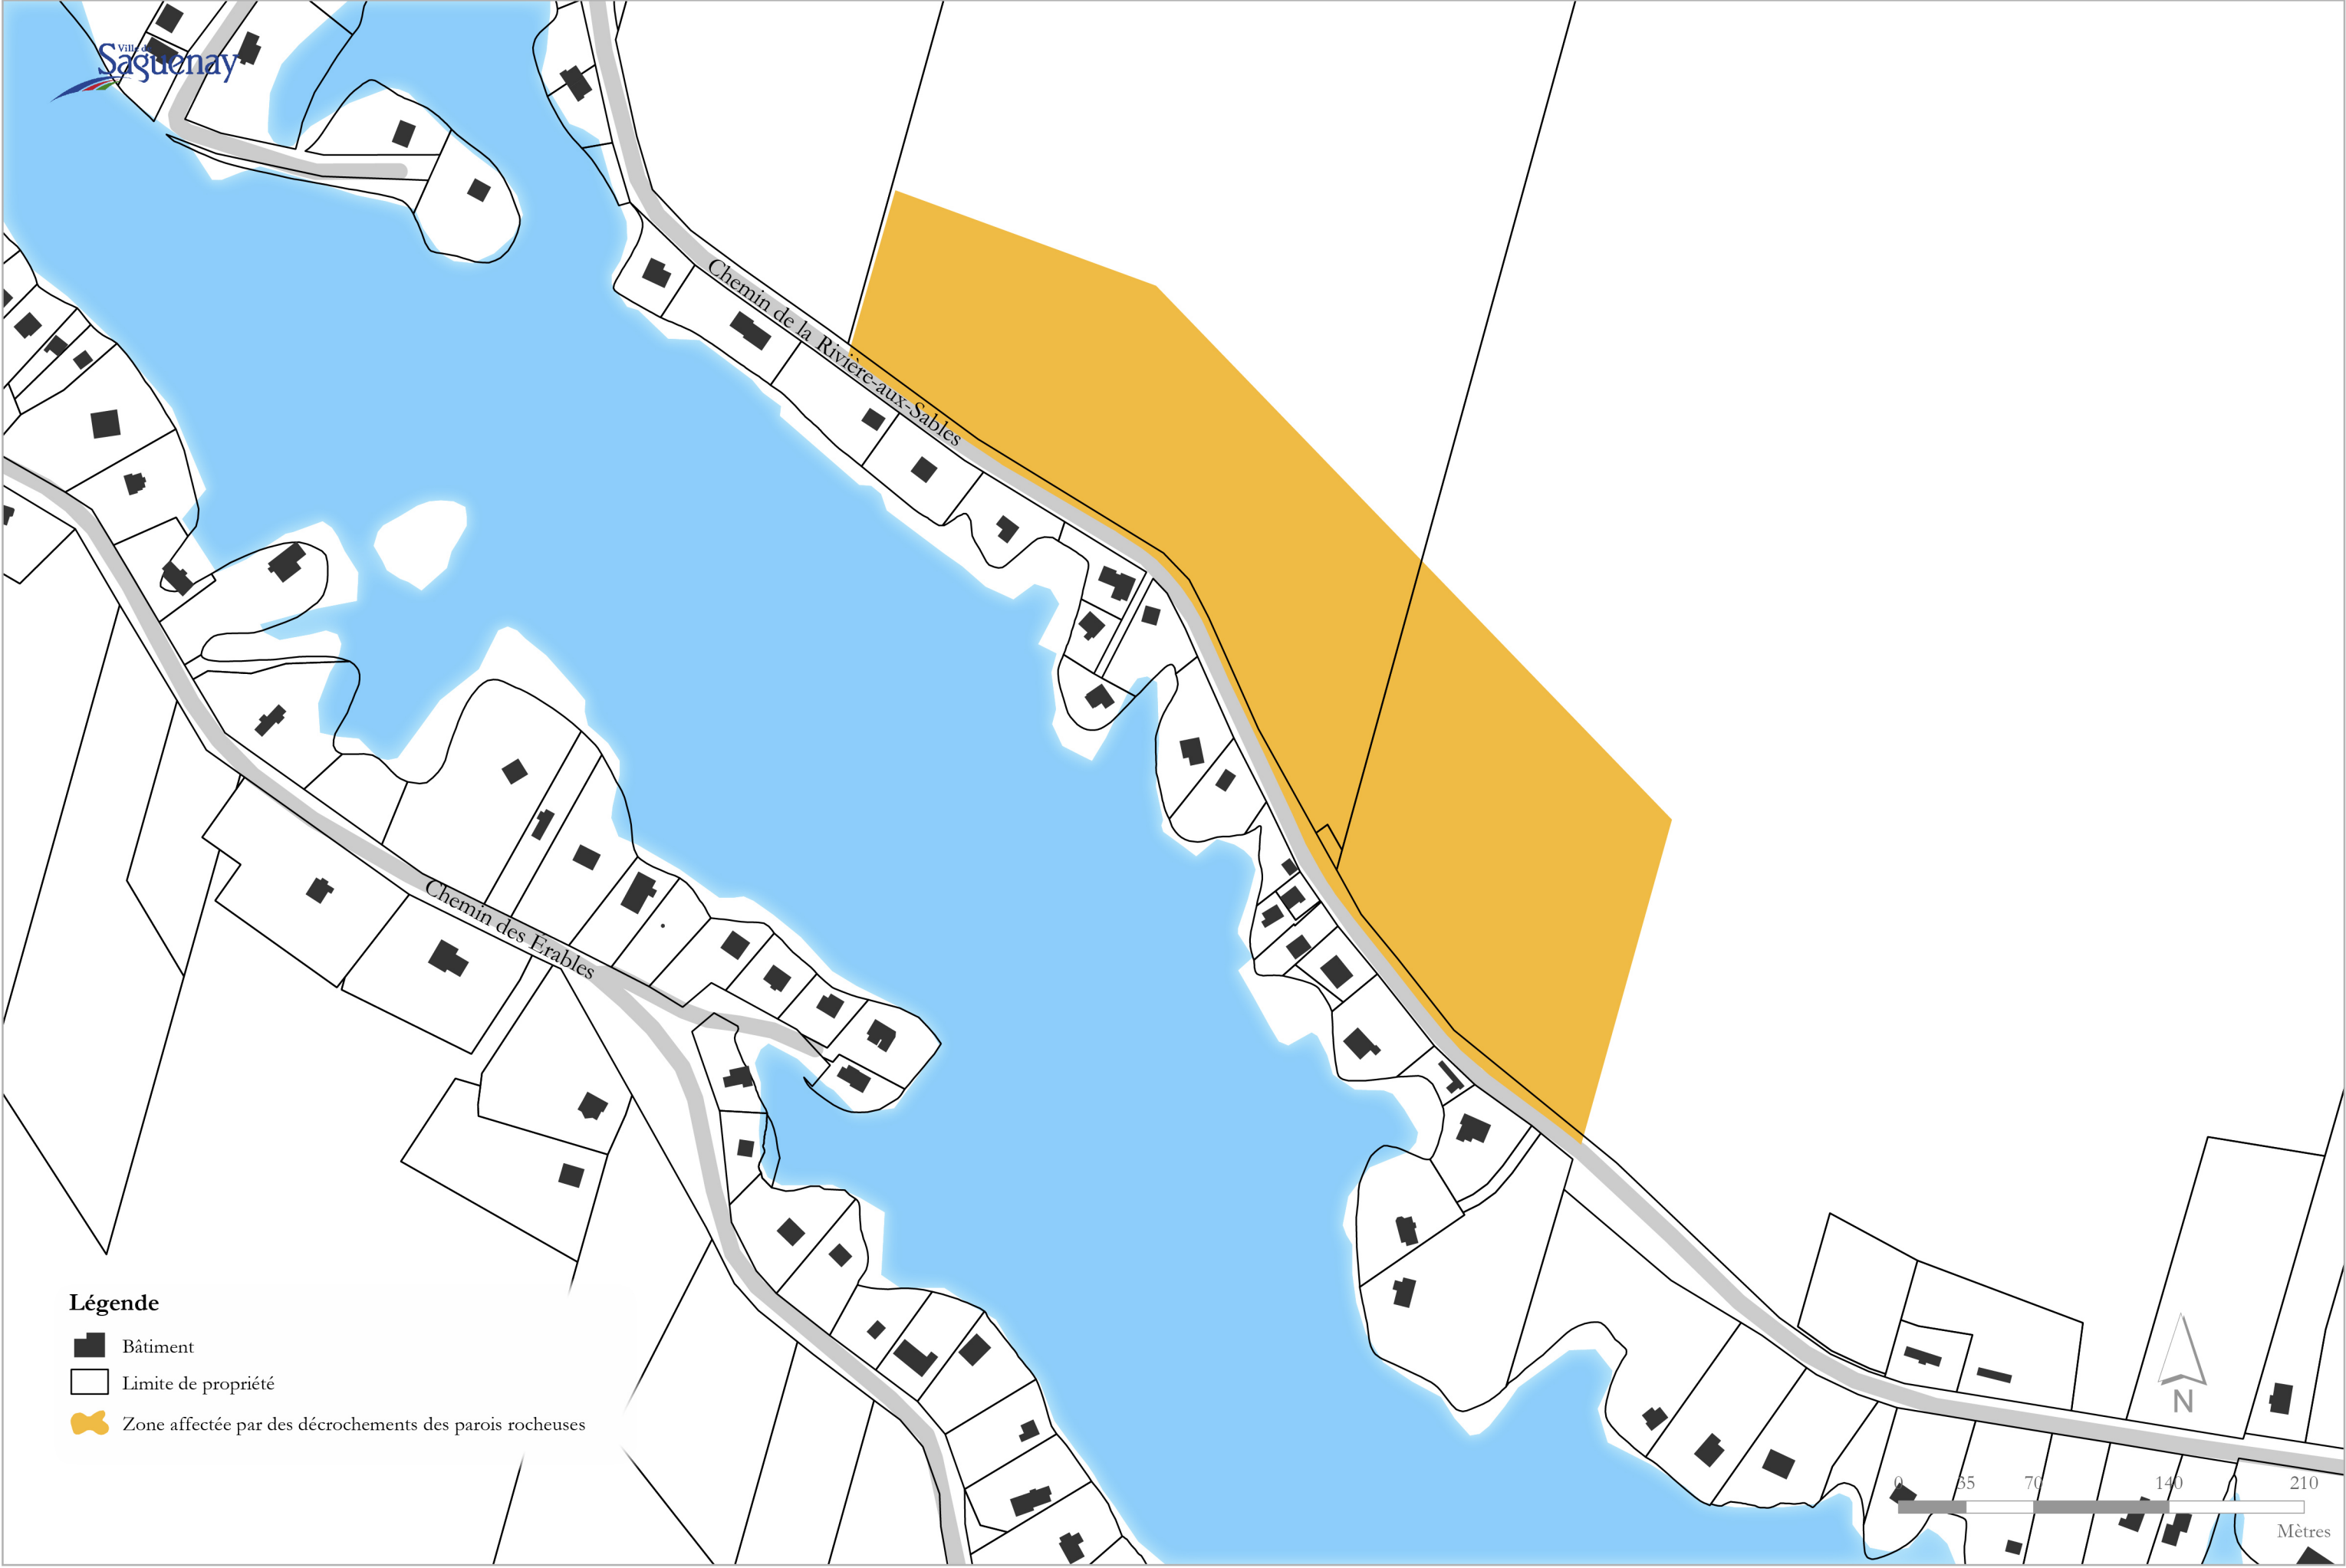 Ville de
Saguenay
Chemin de la Rivière-aux-Sables
Chemin des Érables
Légende
Bâtiment
Limite de propriété
Zone affectée par des décrochements des parois rocheuses
N
0 35 70 140 210
Mètres